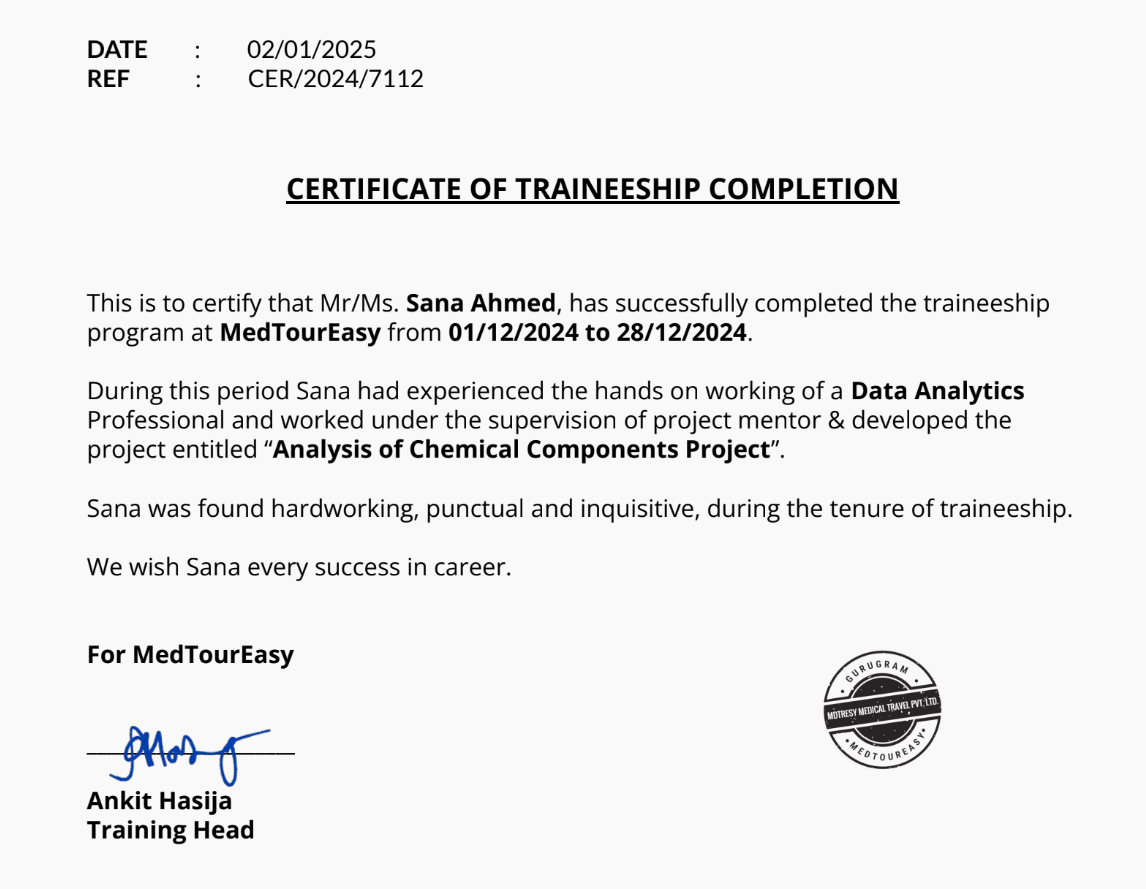 DATE : 02/01/2025
REF : CER/2024/7112
CERTIFICATE OF TRAINEESHIP COMPLETION
This is to certify that Mr/Ms. Sana Ahmed, has successfully completed the traineeship
program at MedTourEasy from 01/12/2024 to 28/12/2024.
During this period Sana had experienced the hands on working of a Data Analytics
Professional and worked under the supervision of project mentor & developed the
project entitled “Analysis of Chemical Components Project”.
Sana was found hardworking, punctual and inquisitive, during the tenure of traineeship.
We wish Sana every success in career.
For MedTourEasy
GURUGRAM
MDTRESY MEDICAL TRAVEL PVT. LTD.
MEDTOUREASY
Ankit Hasija
Training Head